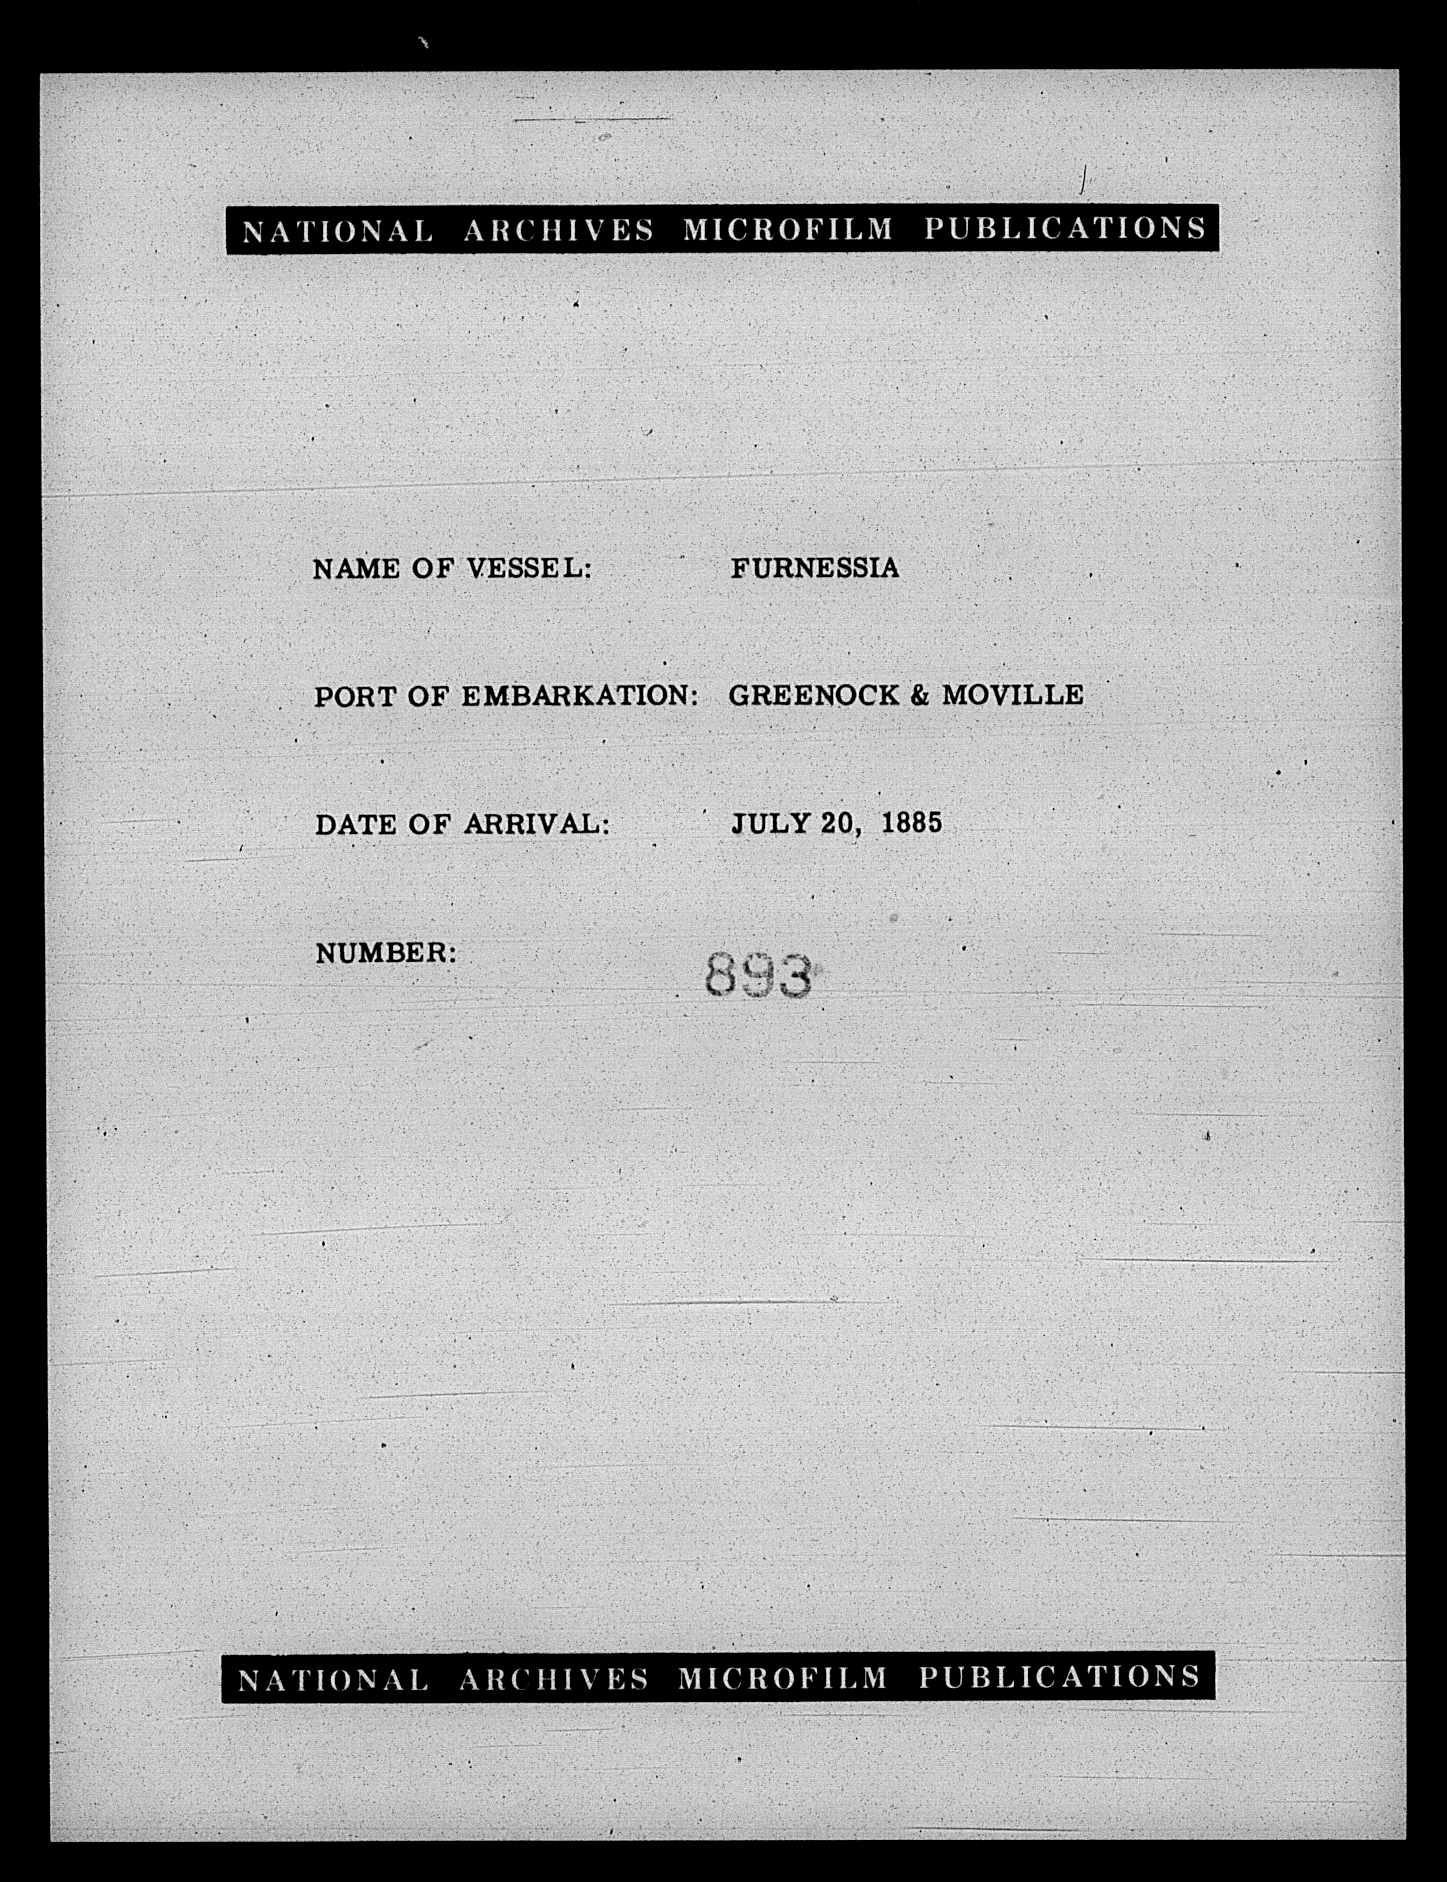 NATIONAL ARCHIVES MICROFILM PUBLICATIONS
NAME OF VESSEL: FURNESSIA
PORT OF EMBARKATION: GREENOCK & MOVILLE
DATE OF ARRIVAL: JULY 20, 1885
NUMBER: 893
NATIONAL ARCHIVES MICROFILM PUBLICATIONS